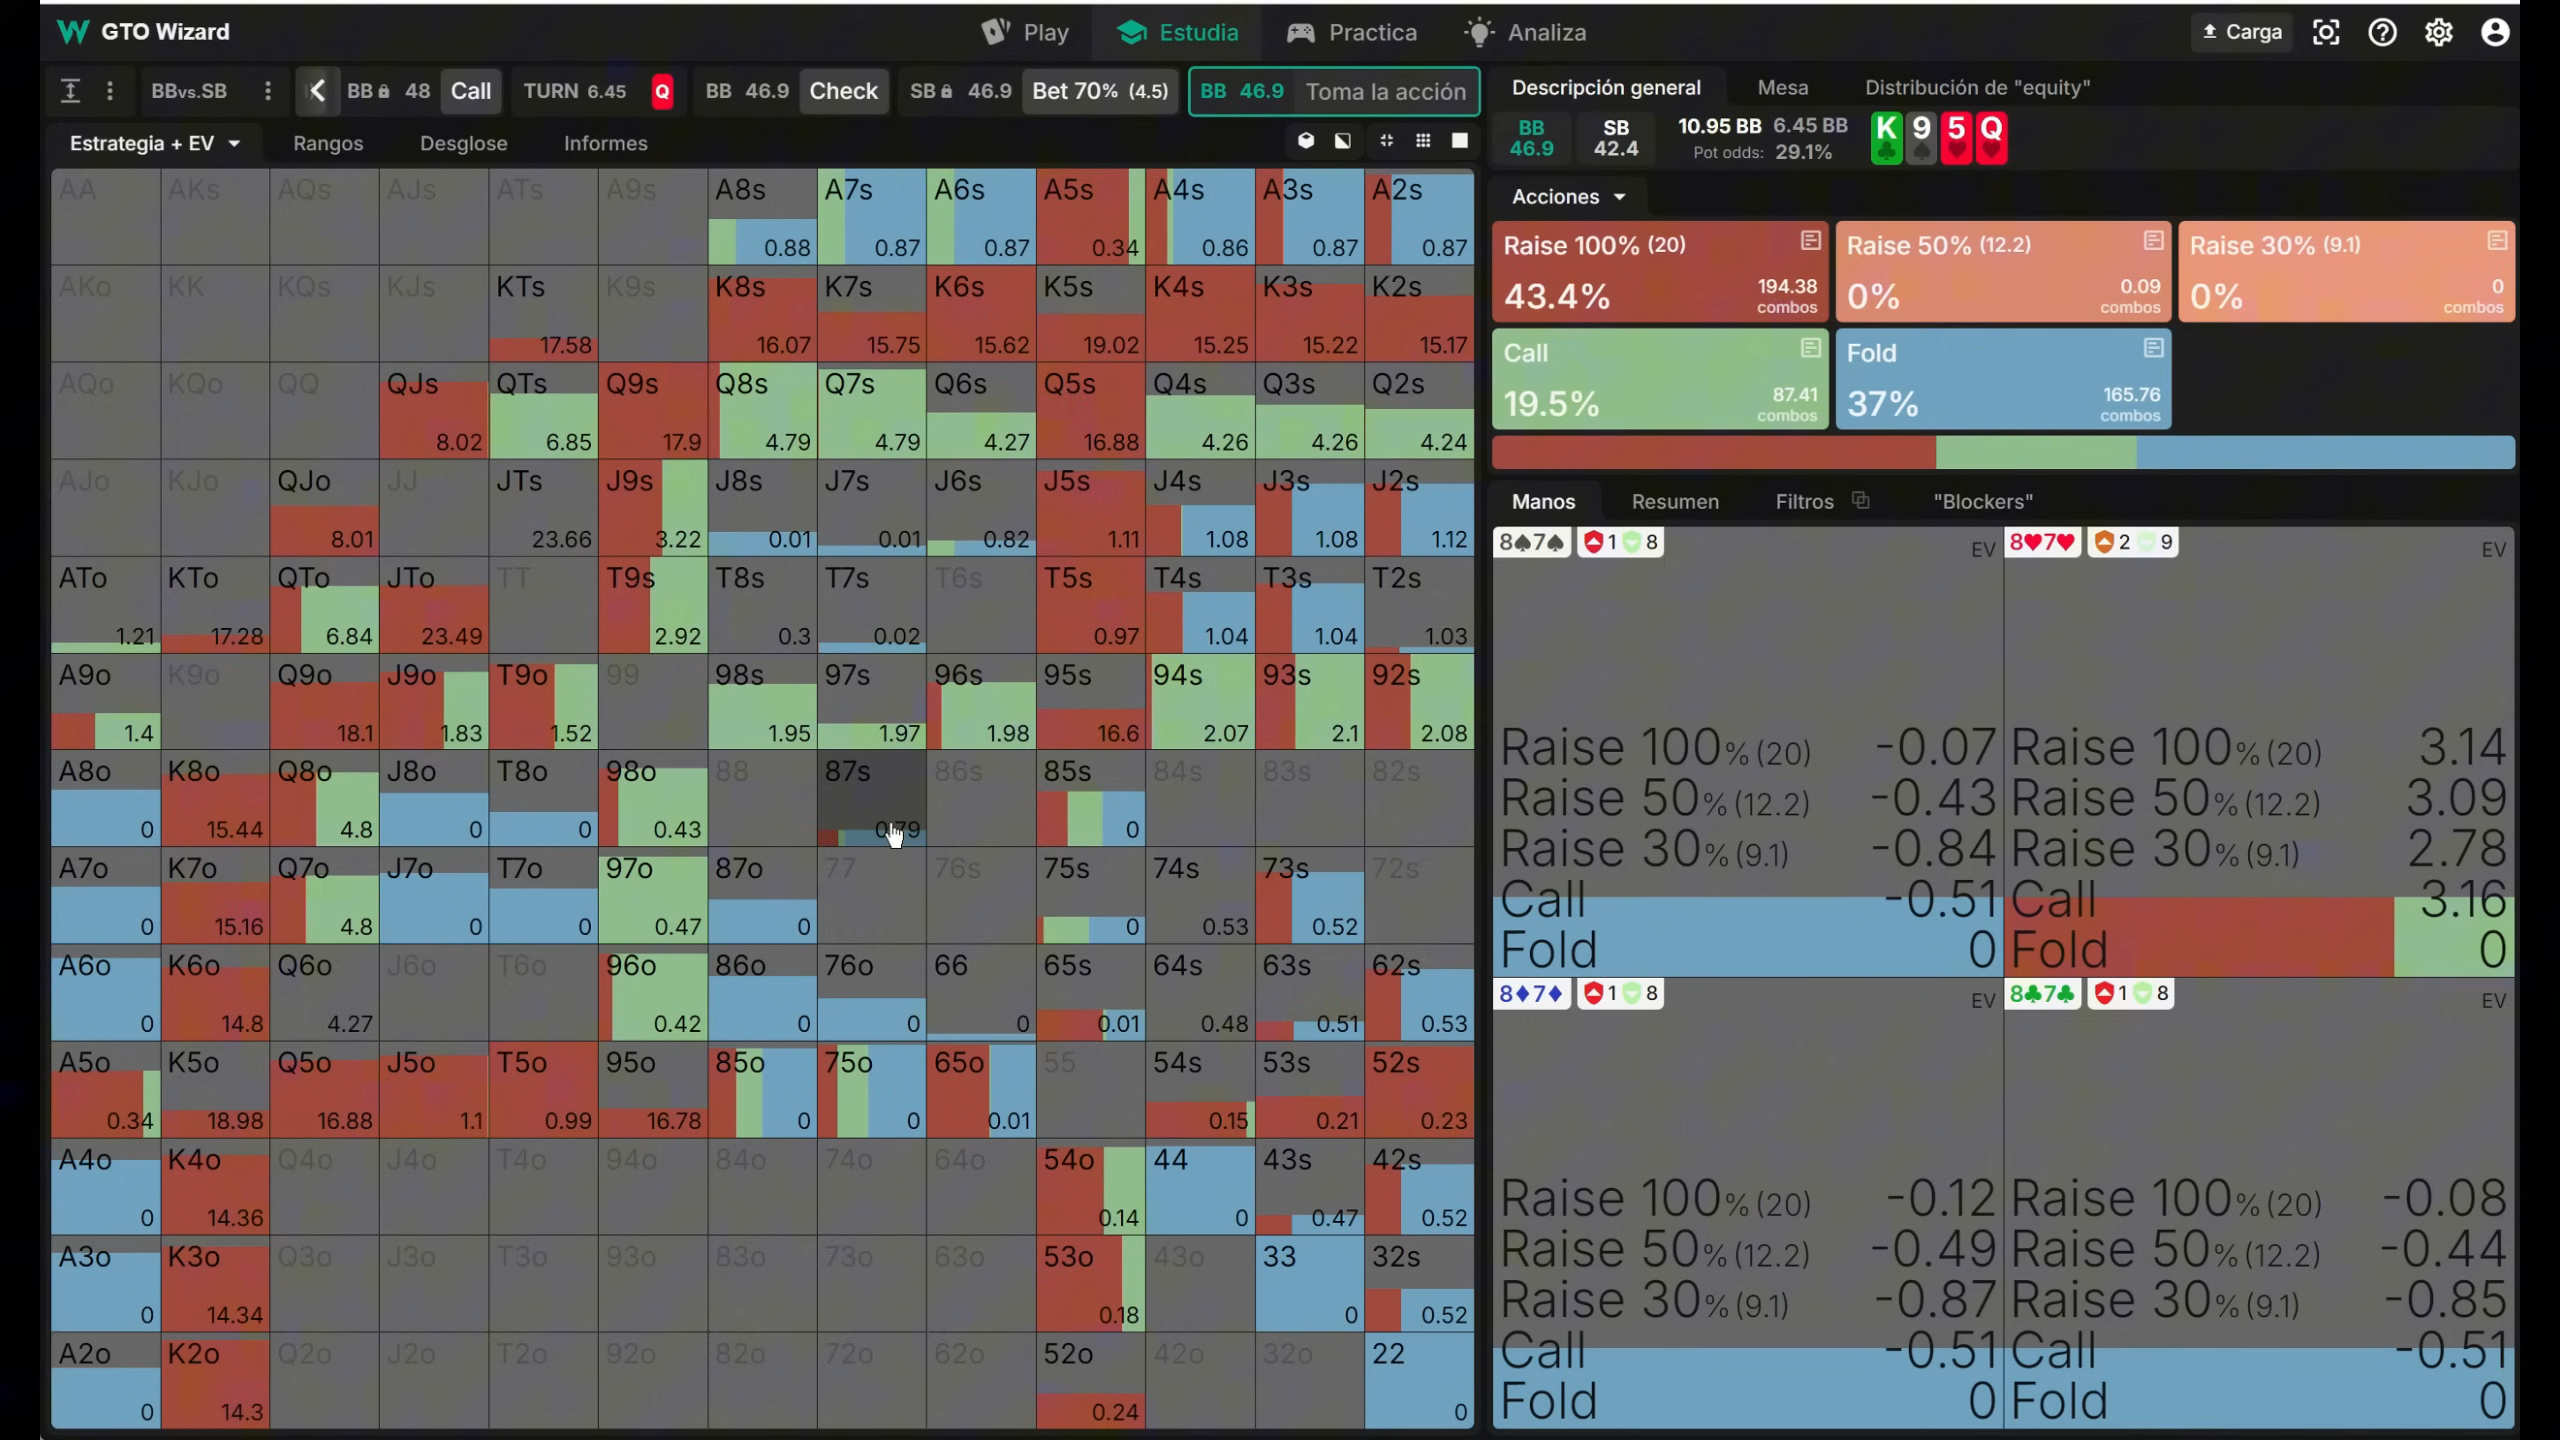 GTO Wizard
Play
Estudia
Practica
Analiza
Carga
BBvs.SB
BB 48 Call
TURN 6.45 Q
BB 46.9 Check
SB 46.9 Bet 70% (4.5)
BB 46.9 Toma la acción
Descripción general
Mesa
Distribución de "equity"
Estrategia + EV
Rangos
Desglose
Informes
BB 46.9
SB 42.4
10.95 BB 6.45 BB
Pot odds: 29.1%
K 9 5 Q
Acciones
Raise 100% (20)
43.4% 194.38 combos
Raise 50% (12.2)
0% 0.09 combos
Raise 30% (9.1)
0% 0 combos
Call
19.5% 87.41 combos
Fold
37% 165.76 combos
Manos
Resumen
Filtros
"Blockers"
AA AKs AQs AJs ATs A9s A8s A7s A6s A5s A4s A3s A2s
0.88 0.87 0.87 0.34 0.86 0.87 0.87
AKo KK KQs KJs KTs K9s K8s K7s K6s K5s K4s K3s K2s
17.58 16.07 15.75 15.62 19.02 15.25 15.22 15.17
AQo KQo QQ QJs QTs Q9s Q8s Q7s Q6s Q5s Q4s Q3s Q2s
8.02 6.85 17.9 4.79 4.79 4.27 16.88 4.26 4.26 4.24
AJo KJo QJo JJ JTs J9s J8s J7s J6s J5s J4s J3s J2s
8.01 23.66 3.22 0.01 0.01 0.82 1.11 1.08 1.08 1.12
ATo KTo QTo JTo TT T9s T8s T7s T6s T5s T4s T3s T2s
1.21 17.28 6.84 23.49 2.92 0.3 0.02 0.97 1.04 1.04 1.03
A9o K9o Q9o J9o T9o 99 98s 97s 96s 95s 94s 93s 92s
1.4 18.1 1.83 1.52 1.95 1.97 1.98 16.6 2.07 2.1 2.08
A8o K8o Q8o J8o T8o 98o 88 87s 86s 85s 84s 83s 82s
0 15.44 4.8 0 0 0.43 0.79 0
A7o K7o Q7o J7o T7o 97o 87o 77 76s 75s 74s 73s 72s
0 15.16 4.8 0 0 0.47 0 0 0.53 0.52
A6o K6o Q6o J6o T6o 96o 86o 76o 66 65s 64s 63s 62s
0 14.8 4.27 0.42 0 0 0 0.01 0.48 0.51 0.53
A5o K5o Q5o J5o T5o 95o 85o 75o 65o 55 54s 53s 52s
0.34 18.98 16.88 1.1 0.99 16.78 0 0 0.01 0.15 0.21 0.23
A4o K4o Q4o J4o T4o 94o 84o 74o 64o 54o 44 43s 42s
0 14.36 0.14 0 0.47 0.52
A3o K3o Q3o J3o T3o 93o 83o 73o 63o 53o 43o 33 32s
0 14.34 0.18 0 0.52
A2o K2o Q2o J2o T2o 92o 82o 72o 62o 52o 42o 32o 22
0 14.3 0.24 0
8♠7♠ 1 8 EV
Raise 100% (20) -0.07
Raise 50% (12.2) -0.43
Raise 30% (9.1) -0.84
Call -0.51
Fold 0
8♥7♥ 2 9 EV
Raise 100% (20) 3.14
Raise 50% (12.2) 3.09
Raise 30% (9.1) 2.78
Call 3.16
Fold 0
8♦7♦ 1 8 EV
Raise 100% (20) -0.12
Raise 50% (12.2) -0.49
Raise 30% (9.1) -0.87
Call -0.51
Fold 0
8♣7♣ 1 8 EV
Raise 100% (20) -0.08
Raise 50% (12.2) -0.44
Raise 30% (9.1) -0.85
Call -0.51
Fold 0